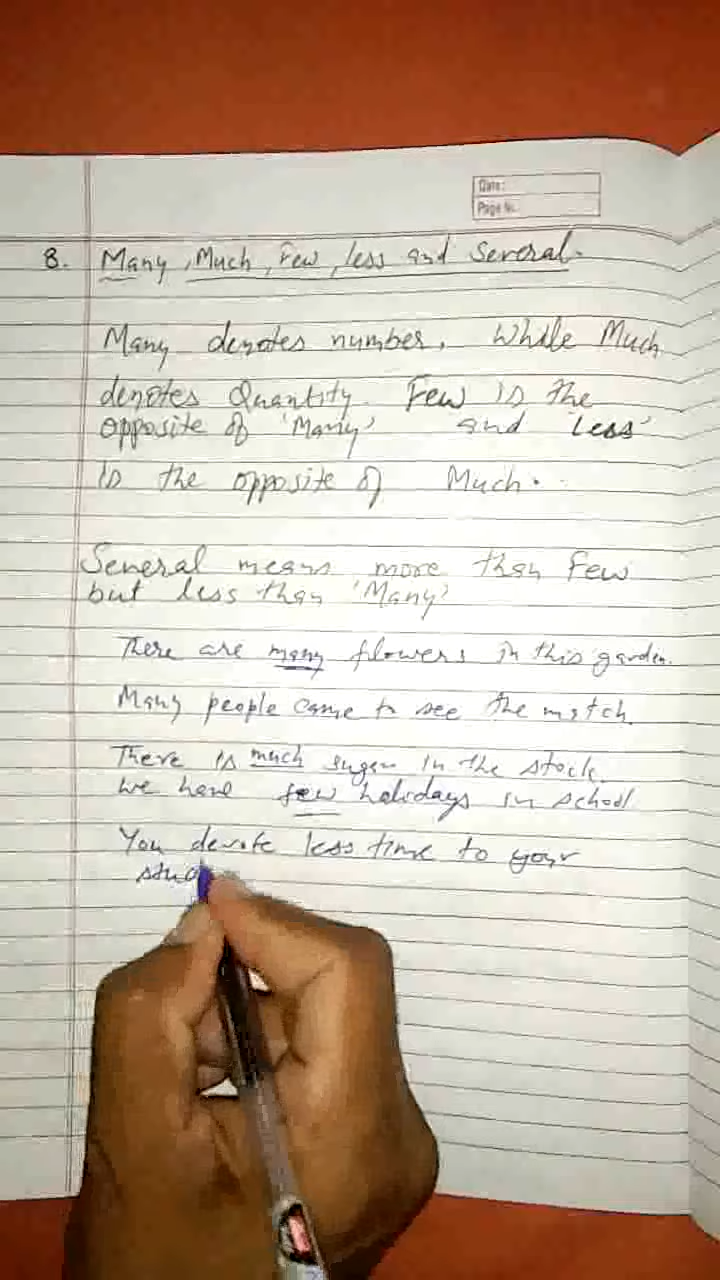 Date:
Page No.
8. Many, Much, Few, less and Several.
Many denotes number, While Much
denotes Quantity. Few is the
opposite of 'Many' and 'Less'
is the opposite of Much.
Several means more than Few
but less than 'Many'
There are many flowers in this garden.
Many people came to see the match.
There is much sugar in the stock.
We have few holidays in school
You devote less time to your
stud